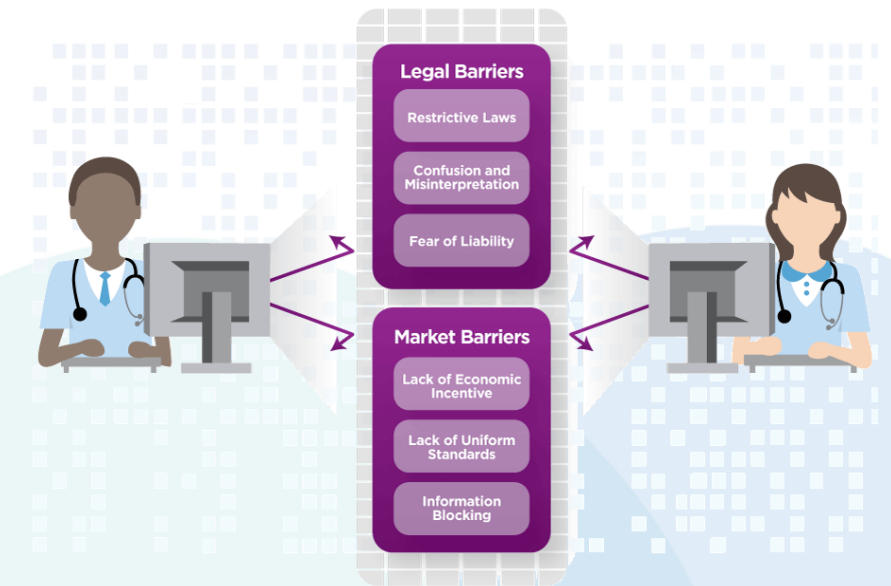 Legal Barriers
Restrictive Laws
Confusion and
Misinterpretation
Fear of Liability
Market Barriers
Lack of Economic
Incentive
Lack of Uniform
Standards
Information
Blocking